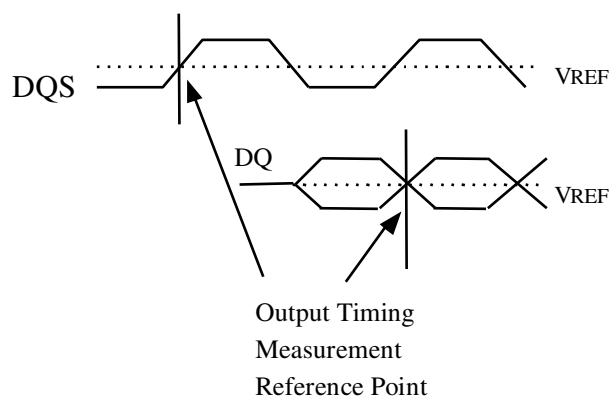 DQS
VREF
DQ
VREF
Output Timing
Measurement
Reference Point